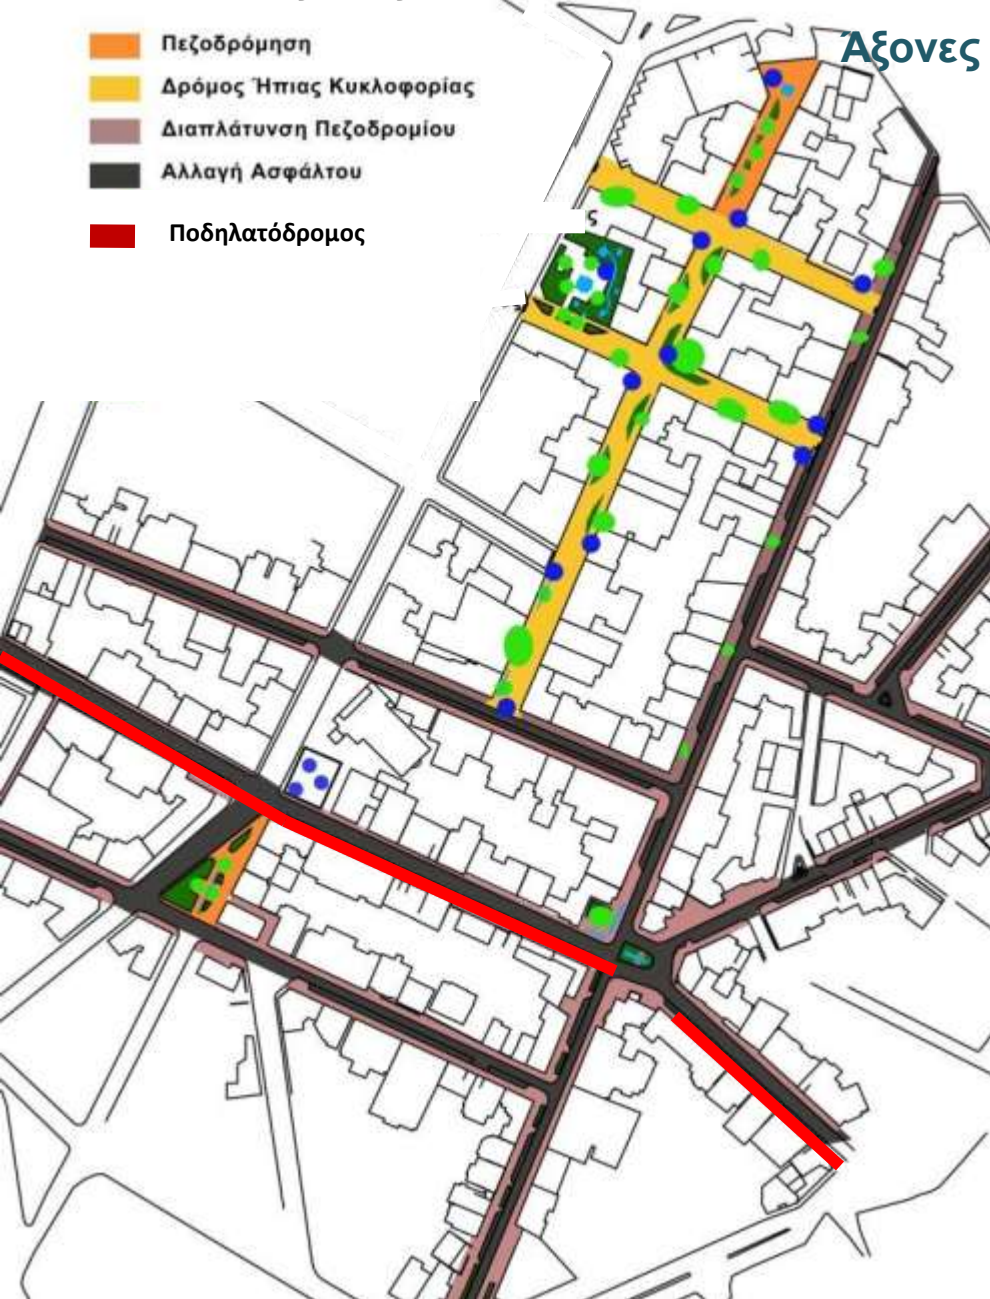 Άξονες
Πεζοδρόμηση
Δρόμος Ήπιας Κυκλοφορίας
Διαπλάτυνση Πεζοδρομίου
Αλλαγή Ασφάλτου
Ποδηλατόδρομος
ς